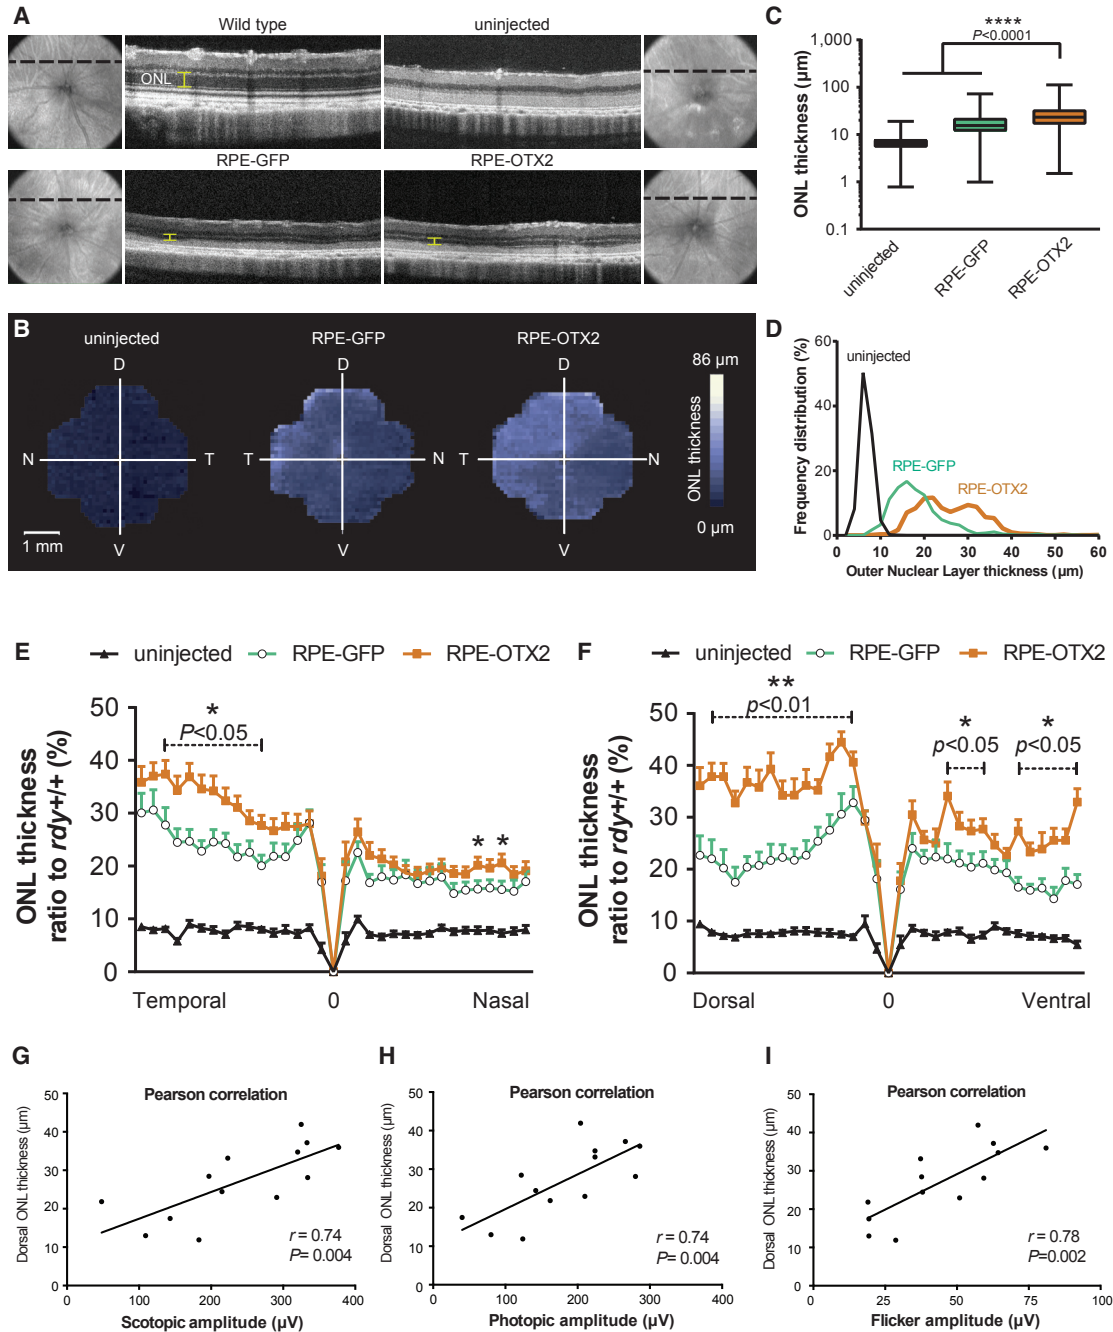 A
Wild type
uninjected
ONL
RPE-GFP
RPE-OTX2
B
uninjected
RPE-GFP
RPE-OTX2
D
D
D
N
T
T
N
T
N
V
V
V
1 mm
86 µm
ONL thickness
0 µm
C
****
P<0.0001
ONL thickness (µm)
1,000
100
10
1
0.1
uninjected
RPE-GFP
RPE-OTX2
D
Frequency distribution (%)
60
40
20
0
uninjected
RPE-GFP
RPE-OTX2
0
10
20
30
40
50
60
Outer Nuclear Layer thickness (µm)
E
uninjected
RPE-GFP
RPE-OTX2
ONL thickness
ratio to rdy+/+ (%)
50
40
30
20
10
0
*
P<0.05
*
*
Temporal
0
Nasal
F
uninjected
RPE-GFP
RPE-OTX2
ONL thickness
ratio to rdy+/+ (%)
50
40
30
20
10
0
**
p<0.01
*
p<0.05
*
p<0.05
Dorsal
0
Ventral
G
Pearson correlation
Dorsal ONL thickness (µm)
50
40
30
20
10
0
r = 0.74
P= 0.004
0
100
200
300
400
Scotopic amplitude (µV)
H
Pearson correlation
Dorsal ONL thickness (µm)
50
40
30
20
10
0
r = 0.74
P= 0.004
0
100
200
300
400
Photopic amplitude (µV)
I
Pearson correlation
Dorsal ONL thickness (µm)
50
40
30
20
10
0
r = 0.78
P=0.002
0
25
50
75
100
Flicker amplitude (µV)